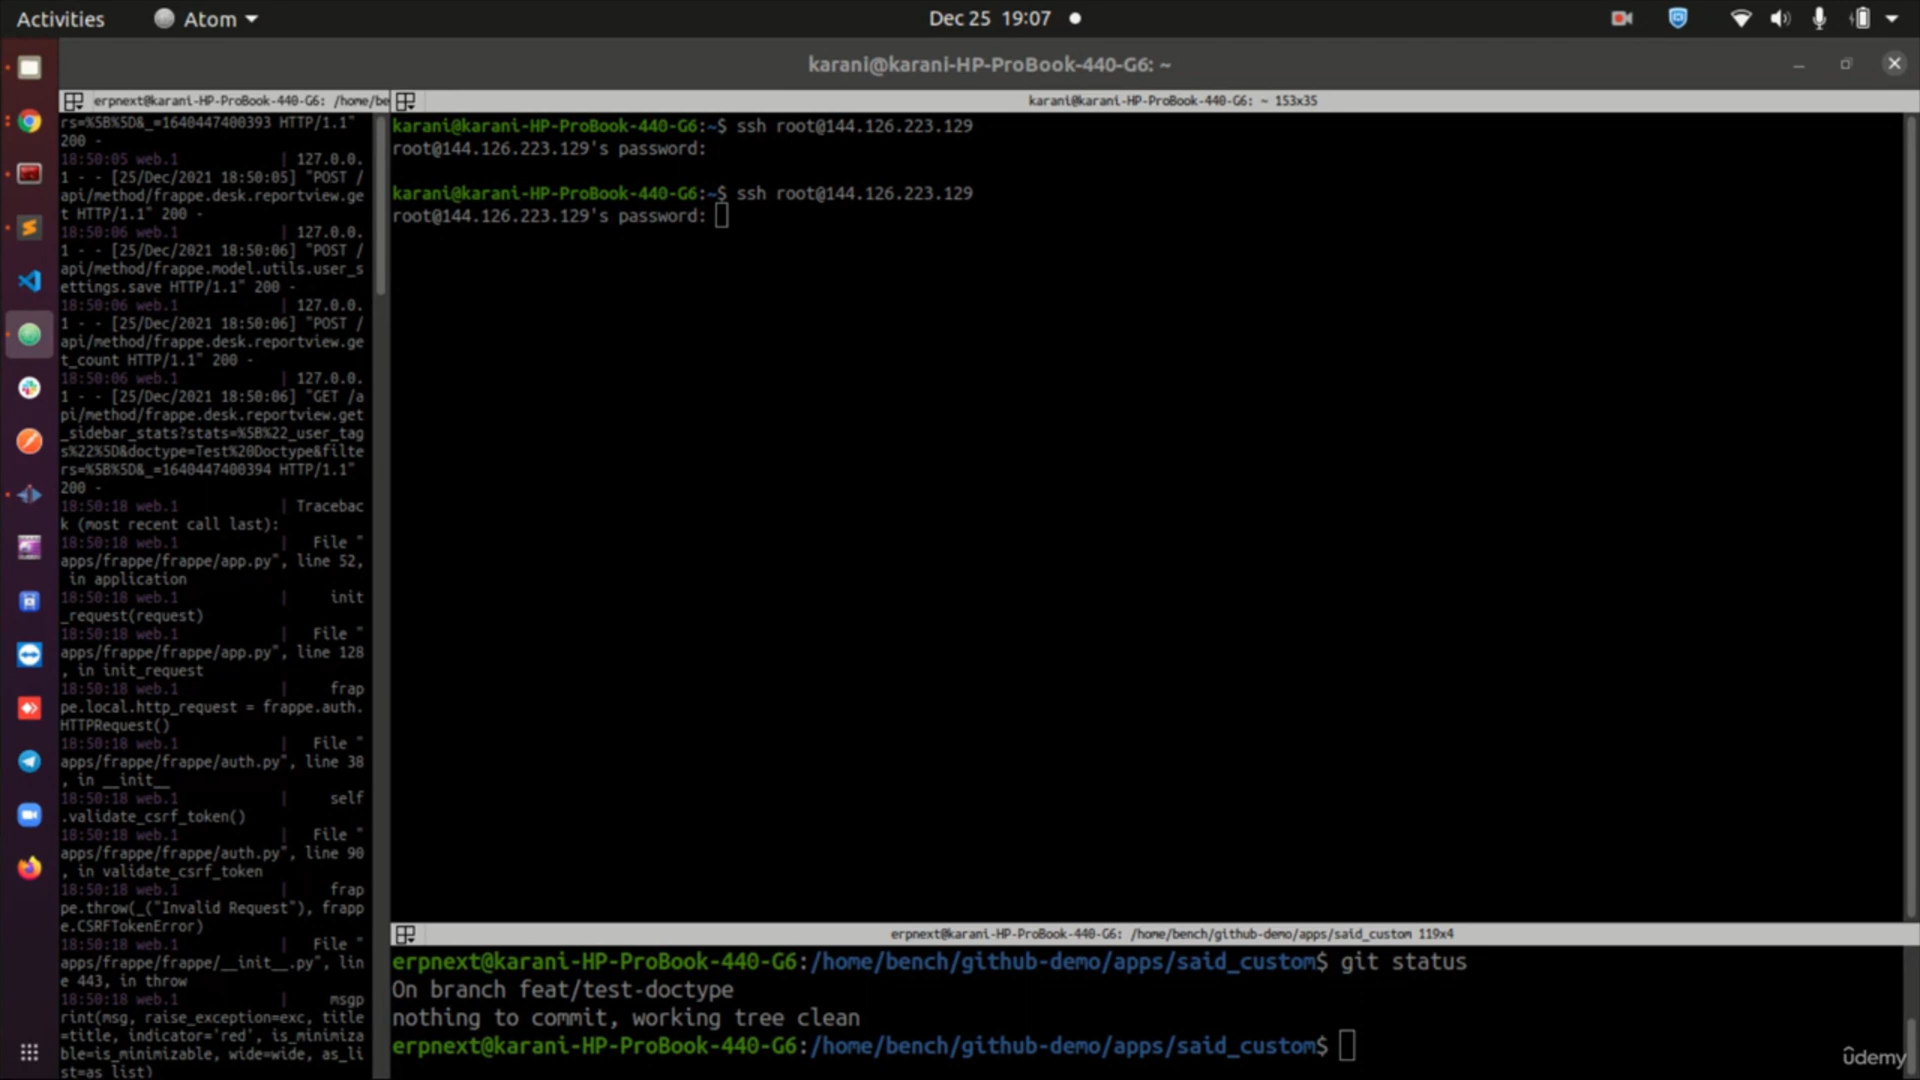 Activities
Atom
Dec 25 19:07
karani@karani-HP-ProBook-440-G6: ~
erpnext@karani-HP-ProBook-440-G6: /home/be
rs=%5B%5D&_=1640447400393 HTTP/1.1"
200 -
18:50:05 web.1 | 127.0.0.
1 - - [25/Dec/2021 18:50:05] "POST /
api/method/frappe.desk.reportview.ge
t HTTP/1.1" 200 -
18:50:06 web.1 | 127.0.0.
1 - - [25/Dec/2021 18:50:06] "POST /
api/method/frappe.model.utils.user_s
ettings.save HTTP/1.1" 200 -
18:50:06 web.1 | 127.0.0.
1 - - [25/Dec/2021 18:50:06] "POST /
api/method/frappe.desk.reportview.ge
t_count HTTP/1.1" 200 -
18:50:06 web.1 | 127.0.0.
1 - - [25/Dec/2021 18:50:06] "GET /a
pi/method/frappe.desk.reportview.get
_sidebar_stats?stats=%5B%22_user_tag
s%22%5D&doctype=Test%20Doctype&filte
rs=%5B%5D&_=1640447400394 HTTP/1.1"
200 -
18:50:18 web.1 | Tracebac
k (most recent call last):
18:50:18 web.1 | File "
apps/frappe/frappe/app.py", line 52,
in application
18:50:18 web.1 | init
_request(request)
18:50:18 web.1 | File "
apps/frappe/frappe/app.py", line 128
, in init_request
18:50:18 web.1 | frap
pe.local.http_request = frappe.auth.
HTTPRequest()
18:50:18 web.1 | File "
apps/frappe/frappe/auth.py", line 38
, in __init__
18:50:18 web.1 | self
.validate_csrf_token()
18:50:18 web.1 | File "
apps/frappe/frappe/auth.py", line 90
, in validate_csrf_token
18:50:18 web.1 | frap
pe.throw(_("Invalid Request"), frapp
e.CSRFTokenError)
18:50:18 web.1 | File "
apps/frappe/frappe/__init__.py", lin
e 443, in throw
18:50:18 web.1 | msgp
rint(msg, raise_exception=exc, title
=title, indicator='red', is_minimiza
ble=is_minimizable, wide=wide, as_li
st=as_list)
karani@karani-HP-ProBook-440-G6: ~ 153x35
karani@karani-HP-ProBook-440-G6:~$ ssh root@144.126.223.129
root@144.126.223.129's password:
karani@karani-HP-ProBook-440-G6:~$ ssh root@144.126.223.129
root@144.126.223.129's password:
erpnext@karani-HP-ProBook-440-G6: /home/bench/github-demo/apps/said_custom 119x4
erpnext@karani-HP-ProBook-440-G6:/home/bench/github-demo/apps/said_custom$ git status
On branch feat/test-doctype
nothing to commit, working tree clean
erpnext@karani-HP-ProBook-440-G6:/home/bench/github-demo/apps/said_custom$
ûdemy